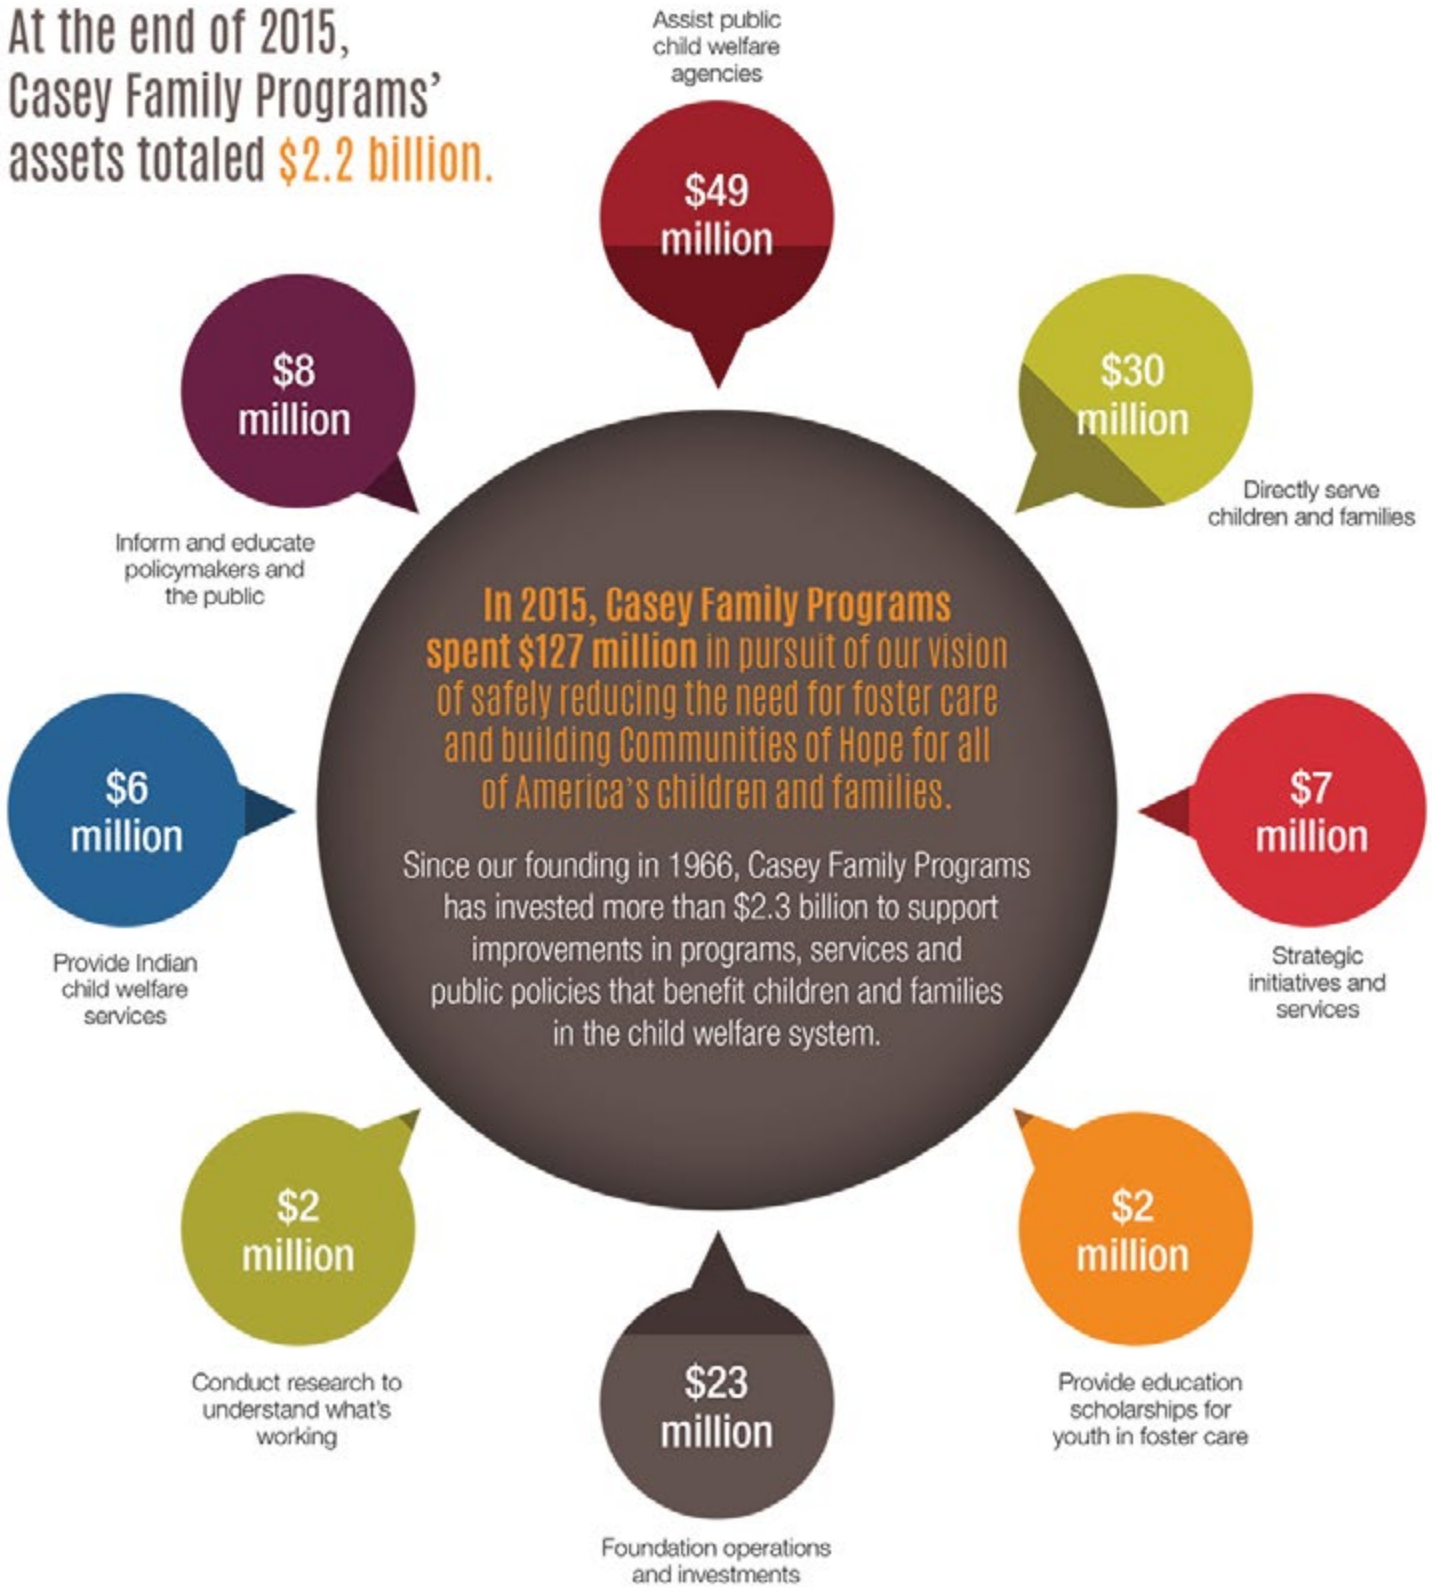 At the end of 2015,
Casey Family Programs’
assets totaled $2.2 billion.
Assist public
child welfare
agencies
$49
million
$30
million
Directly serve
children and families
$7
million
Strategic
initiatives and
services
$2
million
Provide education
scholarships for
youth in foster care
$23
million
Foundation operations
and investments
$2
million
Conduct research to
understand what's
working
$6
million
Provide Indian
child welfare
services
$8
million
Inform and educate
policymakers and
the public
In 2015, Casey Family Programs
spent $127 million in pursuit of our vision
of safely reducing the need for foster care
and building Communities of Hope for all
of America’s children and families.
Since our founding in 1966, Casey Family Programs
has invested more than $2.3 billion to support
improvements in programs, services and
public policies that benefit children and families
in the child welfare system.